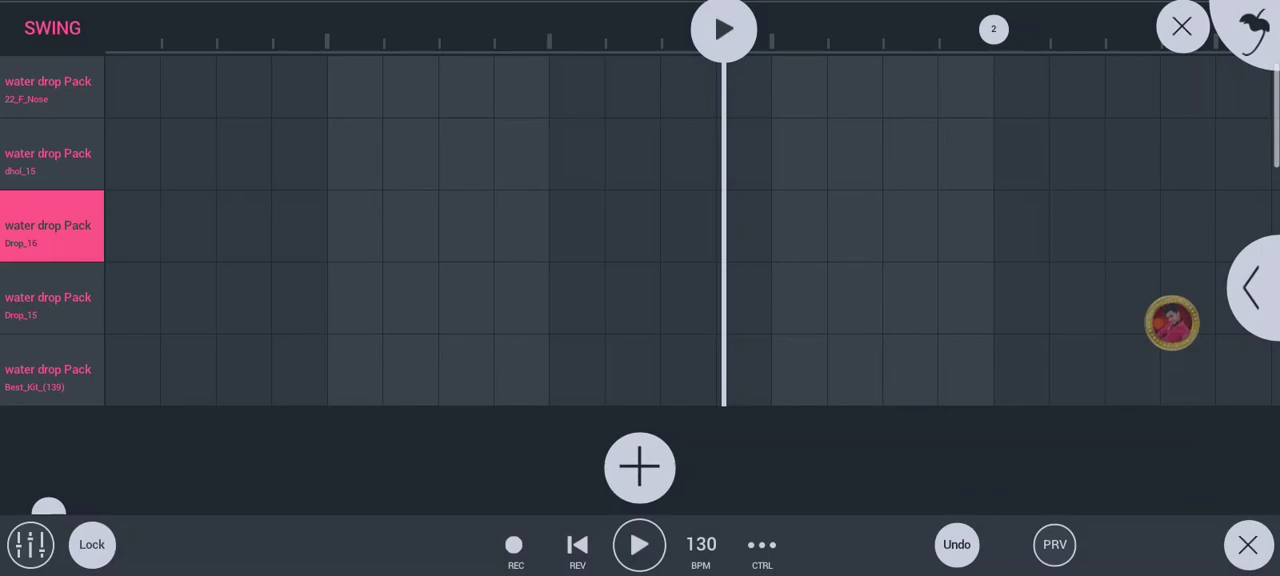 SWING
2
water drop Pack
22_F_Nose
water drop Pack
dhol_15
water drop Pack
Drop_16
water drop Pack
Drop_15
water drop Pack
Best_Kit_(139)
Lock
REC
REV
130
BPM
CTRL
Undo
PRV